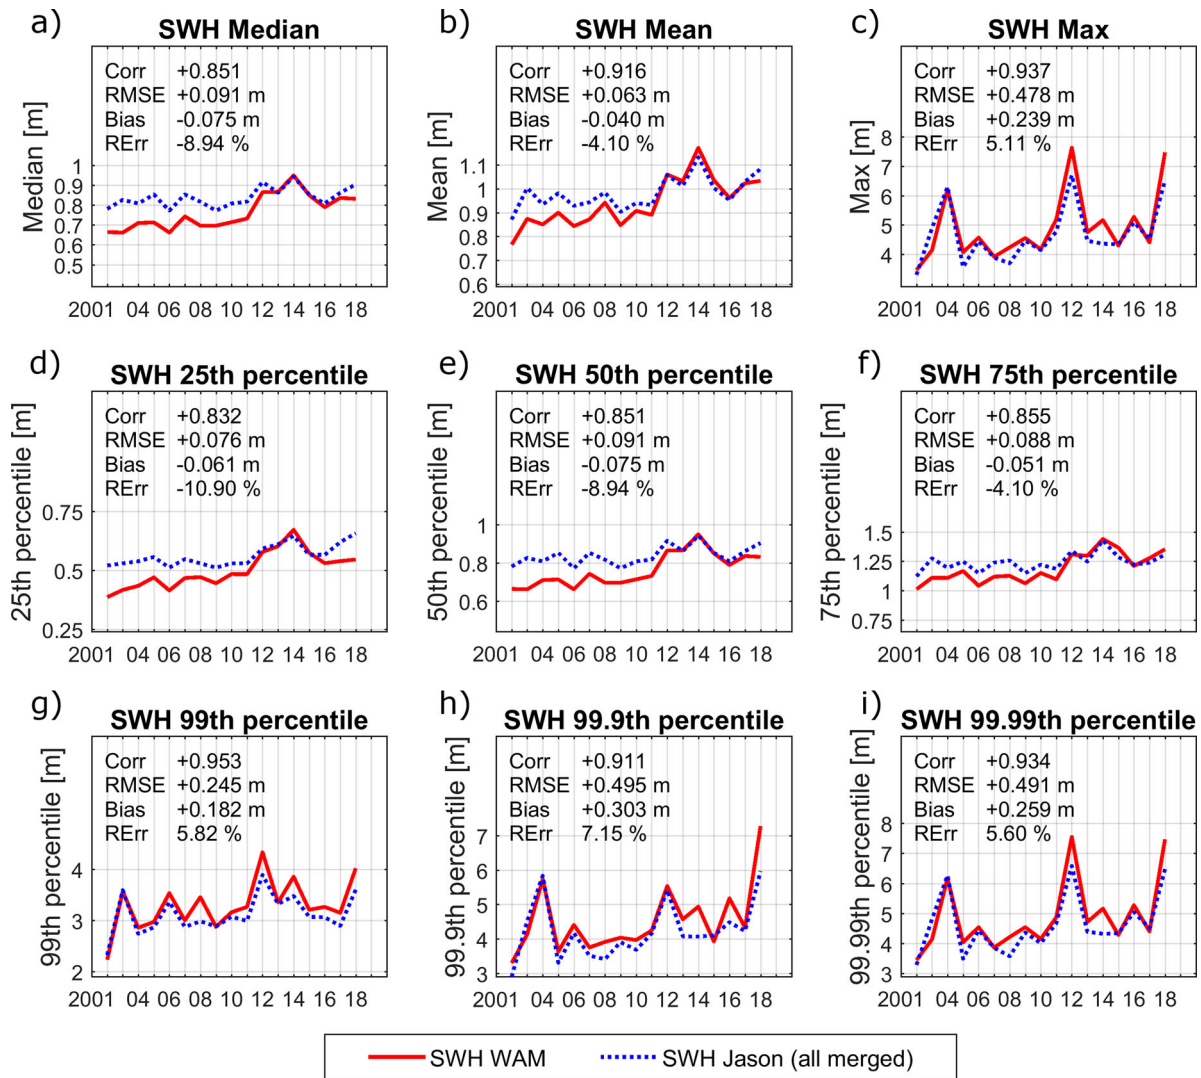 a) SWH Median
Corr +0.851
RMSE +0.091 m
Bias -0.075 m
RErr -8.94 %
Median [m]
1
0.9
0.8
0.7
0.6
0.5
2001 04 06 08 10 12 14 16 18
b) SWH Mean
Corr +0.916
RMSE +0.063 m
Bias -0.040 m
RErr -4.10 %
Mean [m]
1.1
1
0.9
0.8
0.7
0.6
2001 04 06 08 10 12 14 16 18
c) SWH Max
Corr +0.937
RMSE +0.478 m
Bias +0.239 m
RErr 5.11 %
Max [m]
8
7
6
5
4
2001 04 06 08 10 12 14 16 18
d) SWH 25th percentile
Corr +0.832
RMSE +0.076 m
Bias -0.061 m
RErr -10.90 %
25th percentile [m]
0.75
0.5
0.25
2001 04 06 08 10 12 14 16 18
e) SWH 50th percentile
Corr +0.851
RMSE +0.091 m
Bias -0.075 m
RErr -8.94 %
50th percentile [m]
1
0.8
0.6
2001 04 06 08 10 12 14 16 18
f) SWH 75th percentile
Corr +0.855
RMSE +0.088 m
Bias -0.051 m
RErr -4.10 %
75th percentile [m]
1.5
1.25
1
0.75
2001 04 06 08 10 12 14 16 18
g) SWH 99th percentile
Corr +0.953
RMSE +0.245 m
Bias +0.182 m
RErr 5.82 %
99th percentile [m]
4
3
2
2001 04 06 08 10 12 14 16 18
h) SWH 99.9th percentile
Corr +0.911
RMSE +0.495 m
Bias +0.303 m
RErr 7.15 %
99.9th percentile [m]
7
6
5
4
3
2001 04 06 08 10 12 14 16 18
i) SWH 99.99th percentile
Corr +0.934
RMSE +0.491 m
Bias +0.259 m
RErr 5.60 %
99.99th percentile [m]
8
7
6
5
4
3
2001 04 06 08 10 12 14 16 18
SWH WAM SWH Jason (all merged)